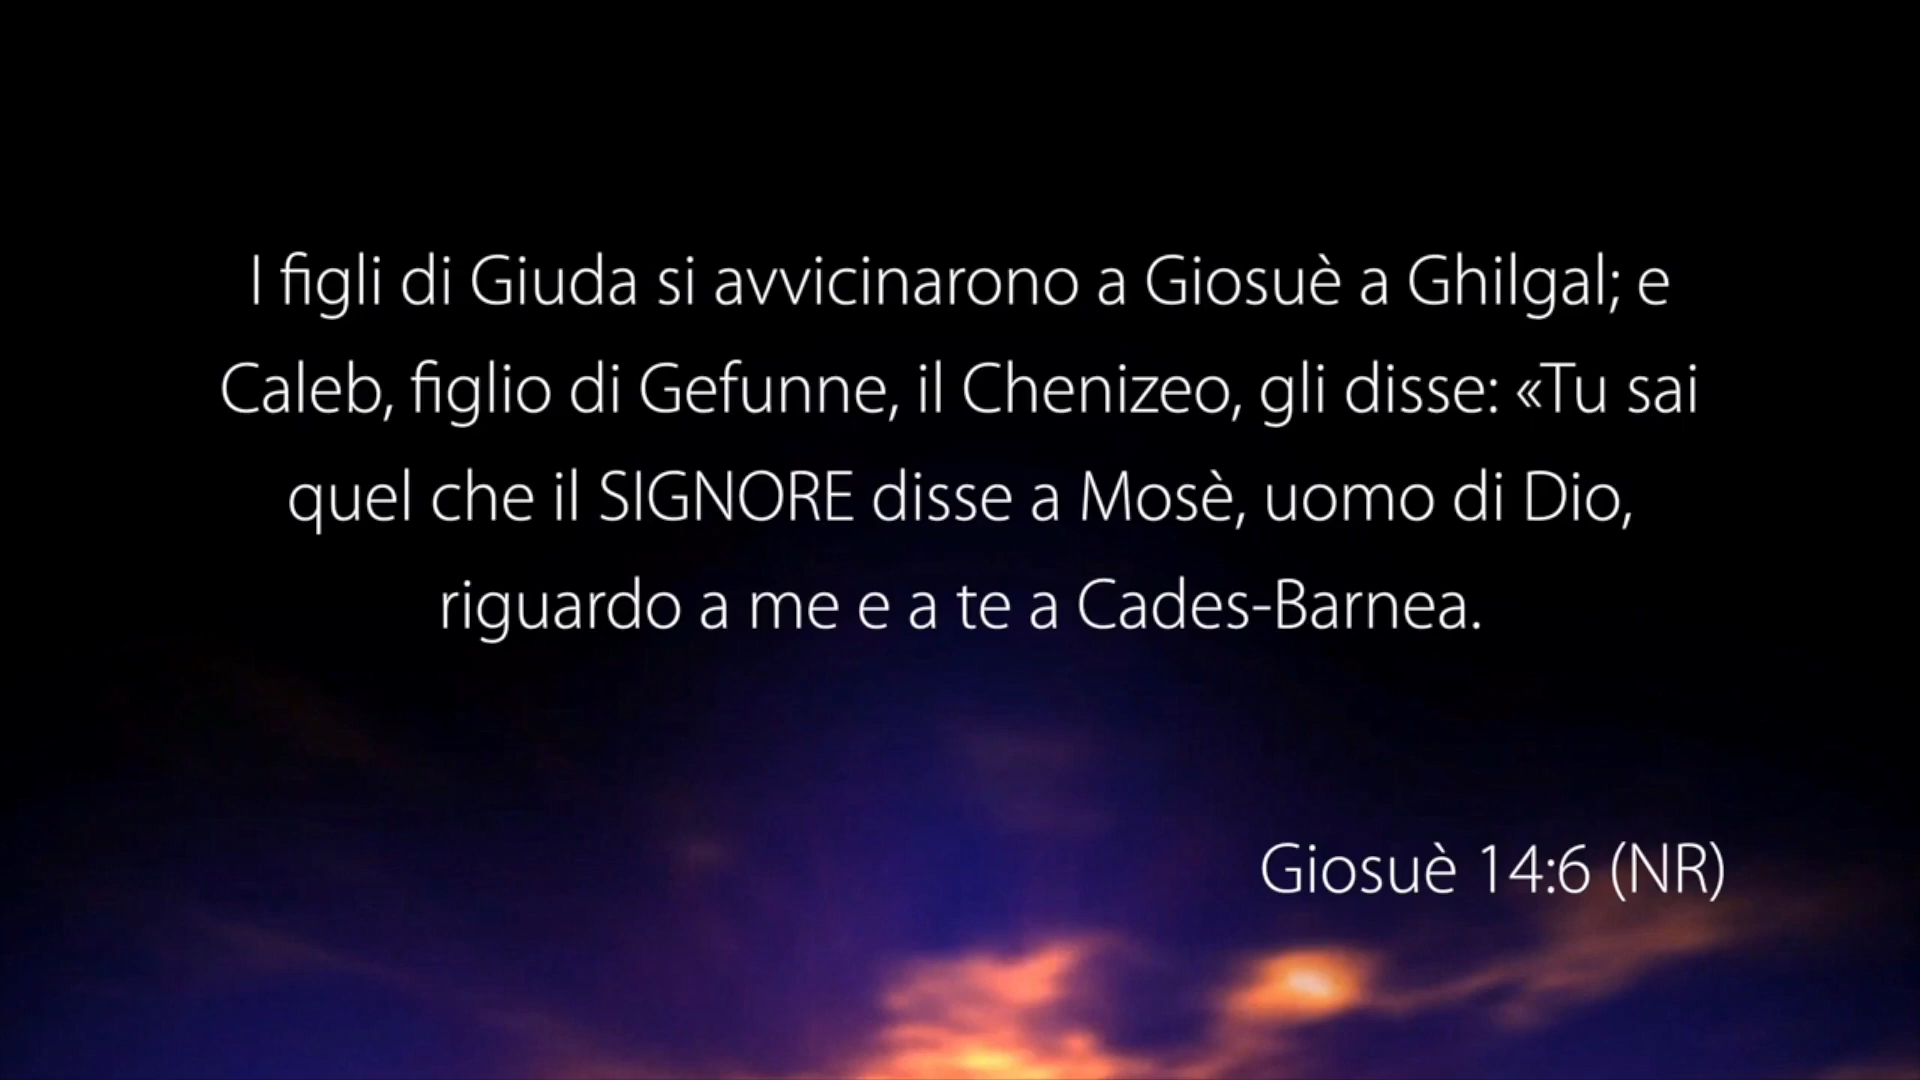 I figli di Giuda si avvicinarono a Giosuè a Ghilgal; e
Caleb, figlio di Gefunne, il Chenizeo, gli disse: «Tu sai
quel che il SIGNORE disse a Mosè, uomo di Dio,
riguardo a me e a te a Cades-Barnea.
Giosuè 14:6 (NR)